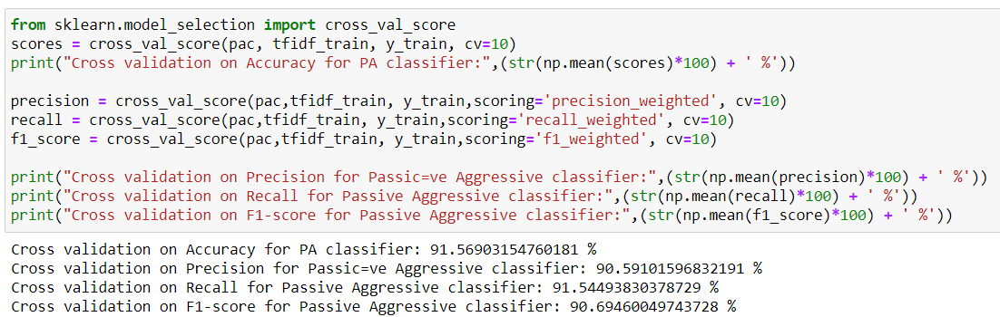 from sklearn.model_selection import cross_val_score
scores = cross_val_score(pac, tfidf_train, y_train, cv=10)
print("Cross validation on Accuracy for PA classifier:",(str(np.mean(scores)*100) + ' %'))
precision = cross_val_score(pac,tfidf_train, y_train,scoring='precision_weighted', cv=10)
recall = cross_val_score(pac,tfidf_train, y_train,scoring='recall_weighted', cv=10)
f1_score = cross_val_score(pac,tfidf_train, y_train,scoring='f1_weighted', cv=10)
print("Cross validation on Precision for Passic=ve Aggressive classifier:",(str(np.mean(precision)*100) + ' %'))
print("Cross validation on Recall for Passive Aggressive classifier:",(str(np.mean(recall)*100) + ' %'))
print("Cross validation on F1-score for Passive Aggressive classifier:",(str(np.mean(f1_score)*100) + ' %'))
Cross validation on Accuracy for PA classifier: 91.56903154760181 %
Cross validation on Precision for Passic=ve Aggressive classifier: 90.59101596832191 %
Cross validation on Recall for Passive Aggressive classifier: 91.54493830378729 %
Cross validation on F1-score for Passive Aggressive classifier: 90.69460049743728 %